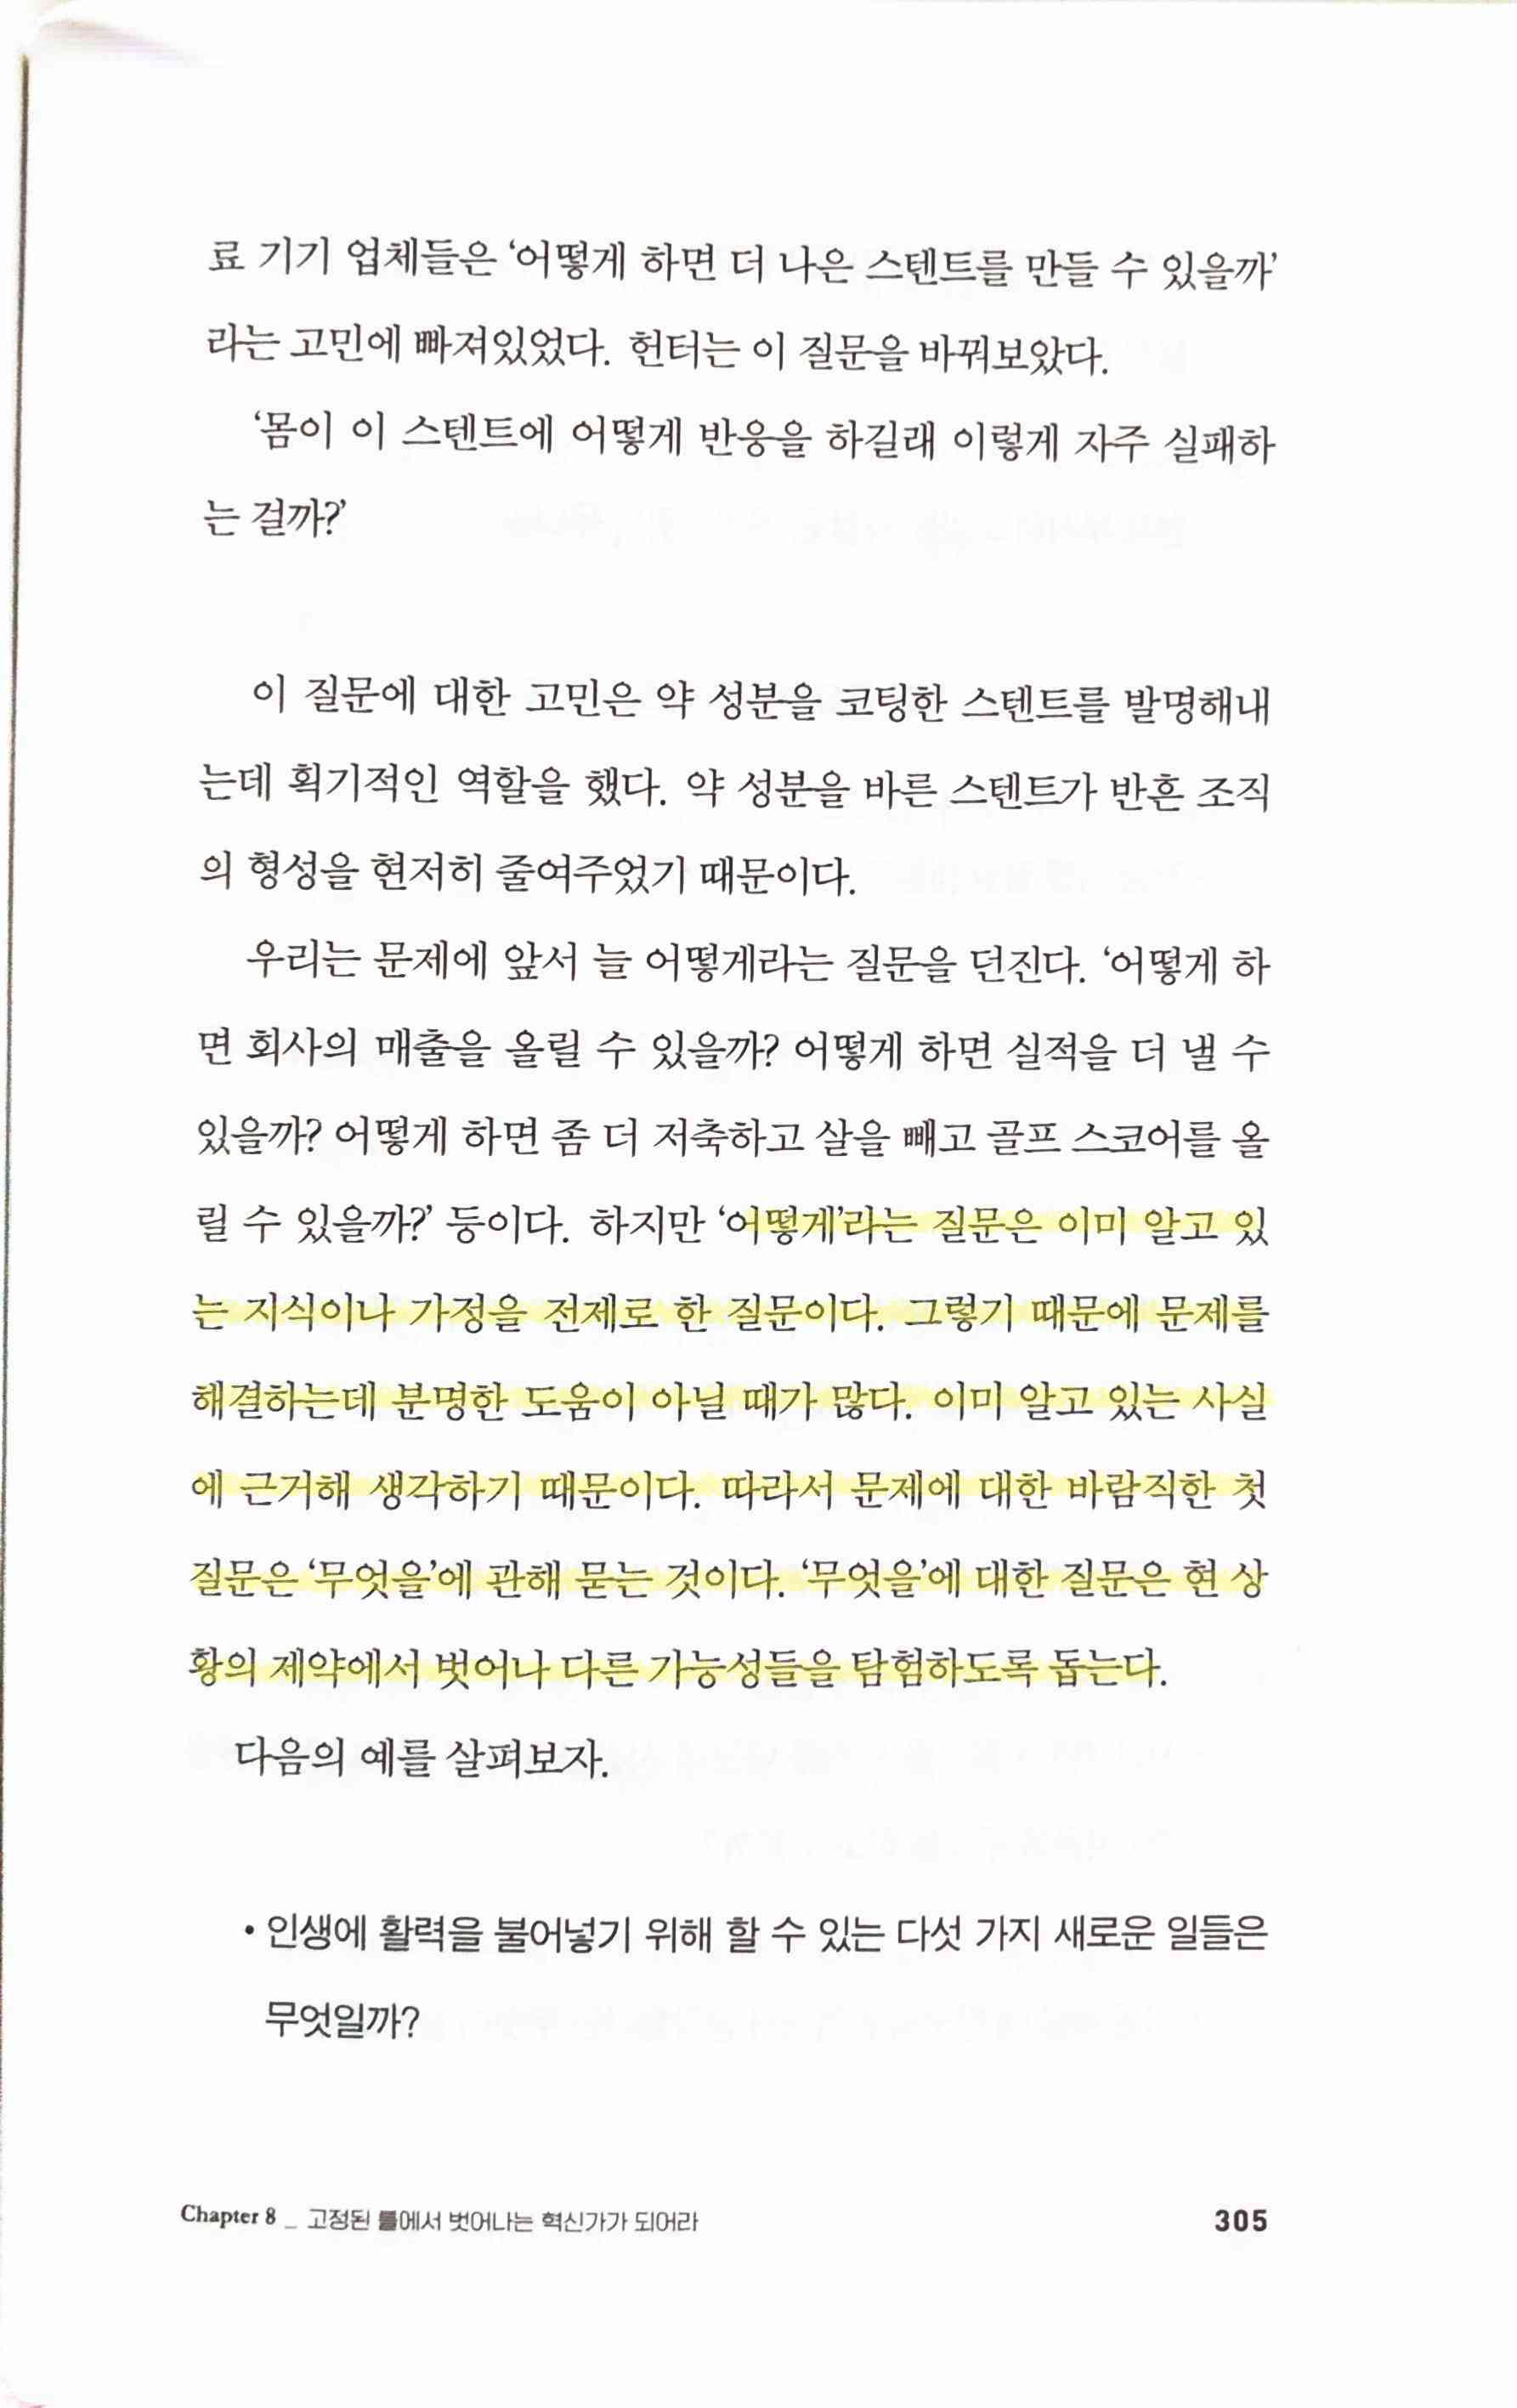 료 기기 업체들은 ‘어떻게 하면 더 나은 스텐트를 만들 수 있을까’
라는 고민에 빠져있었다. 헌터는 이 질문을 바꿔보았다.
‘몸이 이 스텐트에 어떻게 반응을 하길래 이렇게 자주 실패하
는 걸까?’
이 질문에 대한 고민은 약 성분을 코팅한 스텐트를 발명해내
는데 획기적인 역할을 했다. 약 성분을 바른 스텐트가 반흔 조직
의 형성을 현저히 줄여주었기 때문이다.
우리는 문제에 앞서 늘 어떻게라는 질문을 던진다. ‘어떻게 하
면 회사의 매출을 올릴 수 있을까? 어떻게 하면 실적을 더 낼 수
있을까? 어떻게 하면 좀 더 저축하고 살을 빼고 골프 스코어를 올
릴 수 있을까?’ 등이다. 하지만 ‘어떻게’라는 질문은 이미 알고 있
는 지식이나 가정을 전제로 한 질문이다. 그렇기 때문에 문제를
해결하는데 분명한 도움이 아닐 때가 많다. 이미 알고 있는 사실
에 근거해 생각하기 때문이다. 따라서 문제에 대한 바람직한 첫
질문은 ‘무엇을’에 관해 묻는 것이다. ‘무엇을’에 대한 질문은 현 상
황의 제약에서 벗어나 다른 가능성들을 탐험하도록 돕는다.
다음의 예를 살펴보자.
• 인생에 활력을 불어넣기 위해 할 수 있는 다섯 가지 새로운 일들은
무엇일까?
Chapter 8 _ 고정된 틀에서 벗어나는 혁신가가 되어라
305